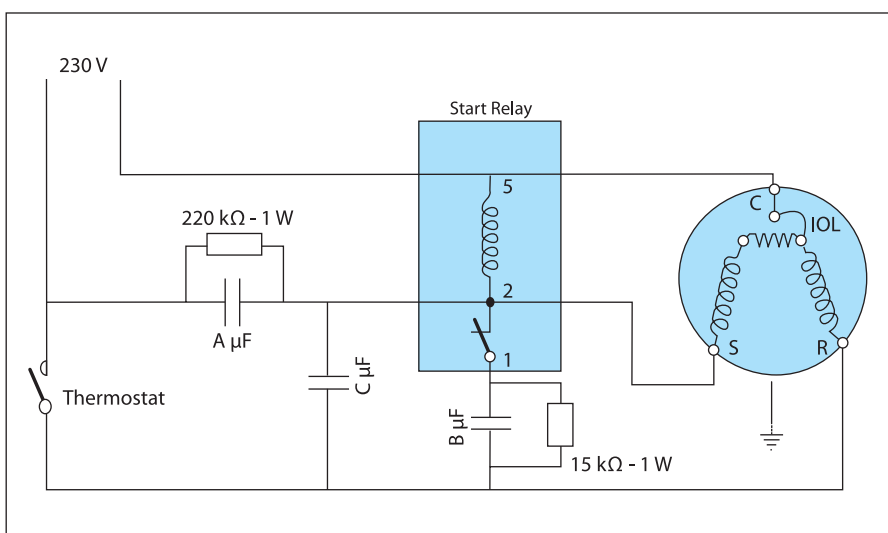 230 V
Start Relay
5
C
IOL
220 kΩ - 1 W
2
A µF
S
R
1
C µF
Thermostat
B µF
15 kΩ - 1 W